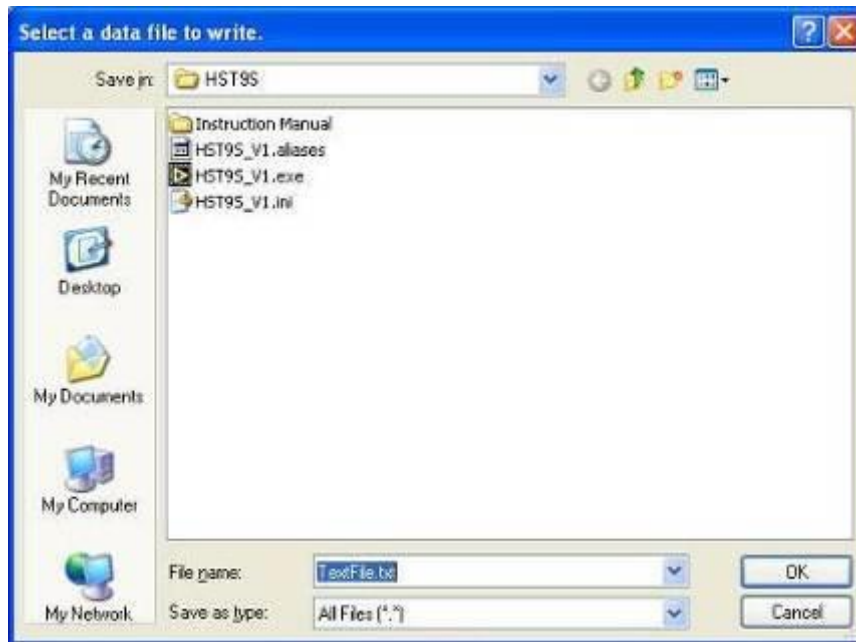 Select a data file to write.
Save in:
HST9S
My Recent
Documents
Desktop
My Documents
My Computer
My Network
Instruction Manual
HST9S_V1.aliases
HST9S_V1.exe
HST9S_V1.ini
File name:
TextFile.txt
OK
Save as type:
All Files (*.*)
Cancel